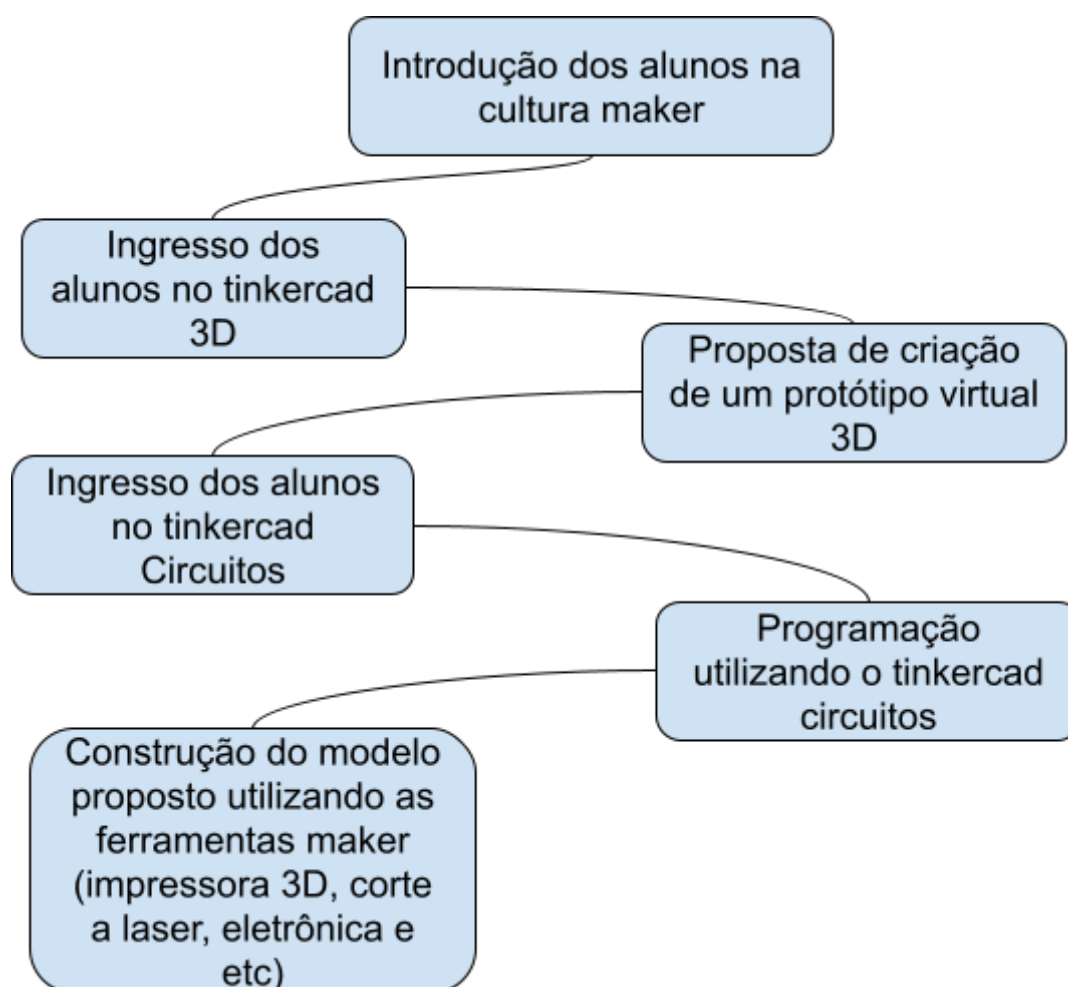 Introdução dos alunos na
cultura maker
Ingresso dos
alunos no tinkercad
3D
Proposta de criação
de um protótipo virtual
3D
Ingresso dos alunos
no tinkercad
Circuitos
Programação
utilizando o tinkercad
circuitos
Construção do modelo
proposto utilizando as
ferramentas maker
(impressora 3D, corte
a laser, eletrônica e
etc)